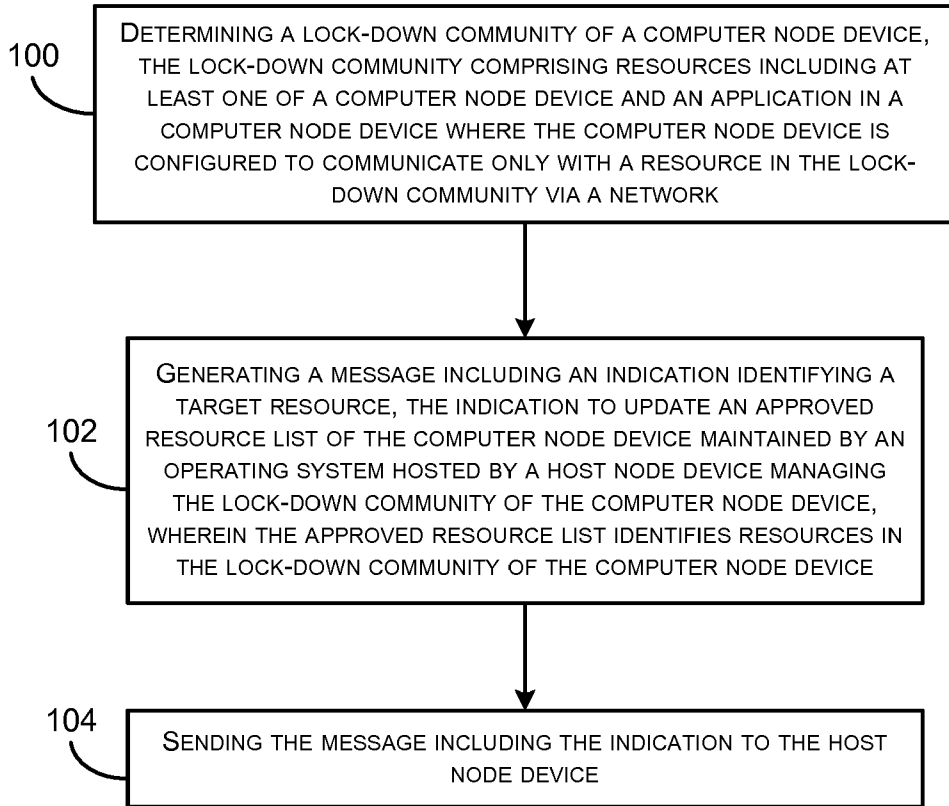 100
DETERMINING A LOCK-DOWN COMMUNITY OF A COMPUTER NODE DEVICE,
THE LOCK-DOWN COMMUNITY COMPRISING RESOURCES INCLUDING AT
LEAST ONE OF A COMPUTER NODE DEVICE AND AN APPLICATION IN A
COMPUTER NODE DEVICE WHERE THE COMPUTER NODE DEVICE IS
CONFIGURED TO COMMUNICATE ONLY WITH A RESOURCE IN THE LOCK-
DOWN COMMUNITY VIA A NETWORK
102
GENERATING A MESSAGE INCLUDING AN INDICATION IDENTIFYING A
TARGET RESOURCE, THE INDICATION TO UPDATE AN APPROVED
RESOURCE LIST OF THE COMPUTER NODE DEVICE MAINTAINED BY AN
OPERATING SYSTEM HOSTED BY A HOST NODE DEVICE MANAGING
THE LOCK-DOWN COMMUNITY OF THE COMPUTER NODE DEVICE,
WHEREIN THE APPROVED RESOURCE LIST IDENTIFIES RESOURCES IN
THE LOCK-DOWN COMMUNITY OF THE COMPUTER NODE DEVICE
104
SENDING THE MESSAGE INCLUDING THE INDICATION TO THE HOST
NODE DEVICE